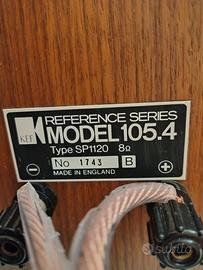 KEF
REFERENCE SERIES
MODEL 105.4
Type SP1120 8Ω
No 1743 B
MADE IN ENGLAND
subito